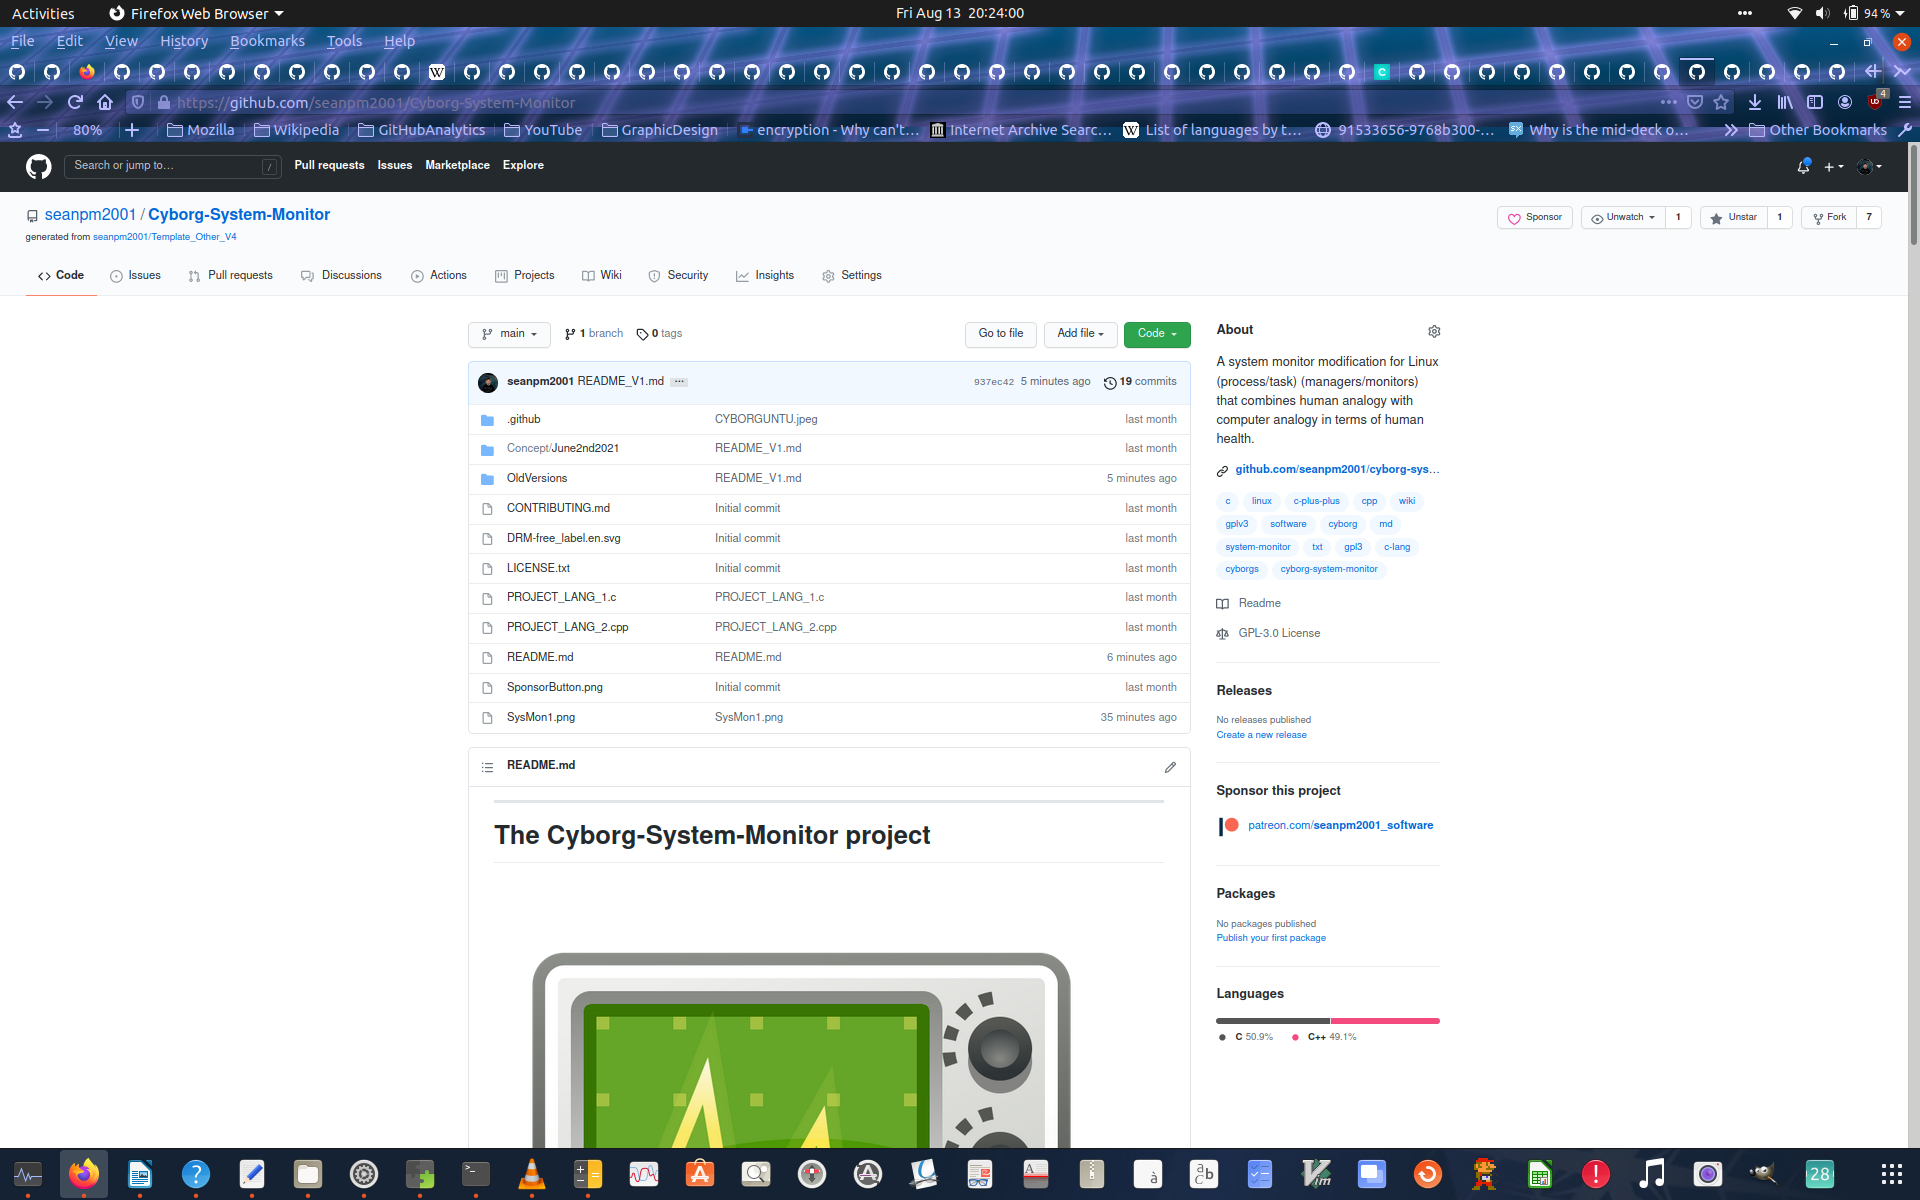 Activities Firefox Web Browser Fri Aug 13 20:24:00 94 %
File Edit View History Bookmarks Tools Help
https://github.com/seanpm2001/Cyborg-System-Monitor 4
80% Mozilla Wikipedia GitHubAnalytics YouTube GraphicDesign encryption - Why can't… Internet Archive Searc… List of languages by t… 91533656-9768b300-… Why is the mid-deck o… Other Bookmarks
Search or jump to… / Pull requests Issues Marketplace Explore
seanpm2001 / Cyborg-System-Monitor Sponsor Unwatch 1 Unstar 1 Fork 7
generated from seanpm2001/Template_Other_V4
Code Issues Pull requests Discussions Actions Projects Wiki Security Insights Settings
main 1 branch 0 tags Go to file Add file Code
seanpm2001 README_V1.md ... 937ec42 5 minutes ago 19 commits
.github CYBORGUNTU.jpeg last month
Concept/June2nd2021 README_V1.md last month
OldVersions README_V1.md 5 minutes ago
CONTRIBUTING.md Initial commit last month
DRM-free_label.en.svg Initial commit last month
LICENSE.txt Initial commit last month
PROJECT_LANG_1.c PROJECT_LANG_1.c last month
PROJECT_LANG_2.cpp PROJECT_LANG_2.cpp last month
README.md README.md 6 minutes ago
SponsorButton.png Initial commit last month
SysMon1.png SysMon1.png 35 minutes ago
README.md
The Cyborg-System-Monitor project
About
A system monitor modification for Linux
(process/task) (managers/monitors)
that combines human analogy with
computer analogy in terms of human
health.
github.com/seanpm2001/cyborg-sys…
c linux c-plus-plus cpp wiki
gplv3 software cyborg md
system-monitor txt gpl3 c-lang
cyborgs cyborg-system-monitor
Readme
GPL-3.0 License
Releases
No releases published
Create a new release
Sponsor this project
patreon.com/seanpm2001_software
Packages
No packages published
Publish your first package
Languages
C 50.9% C++ 49.1%
28